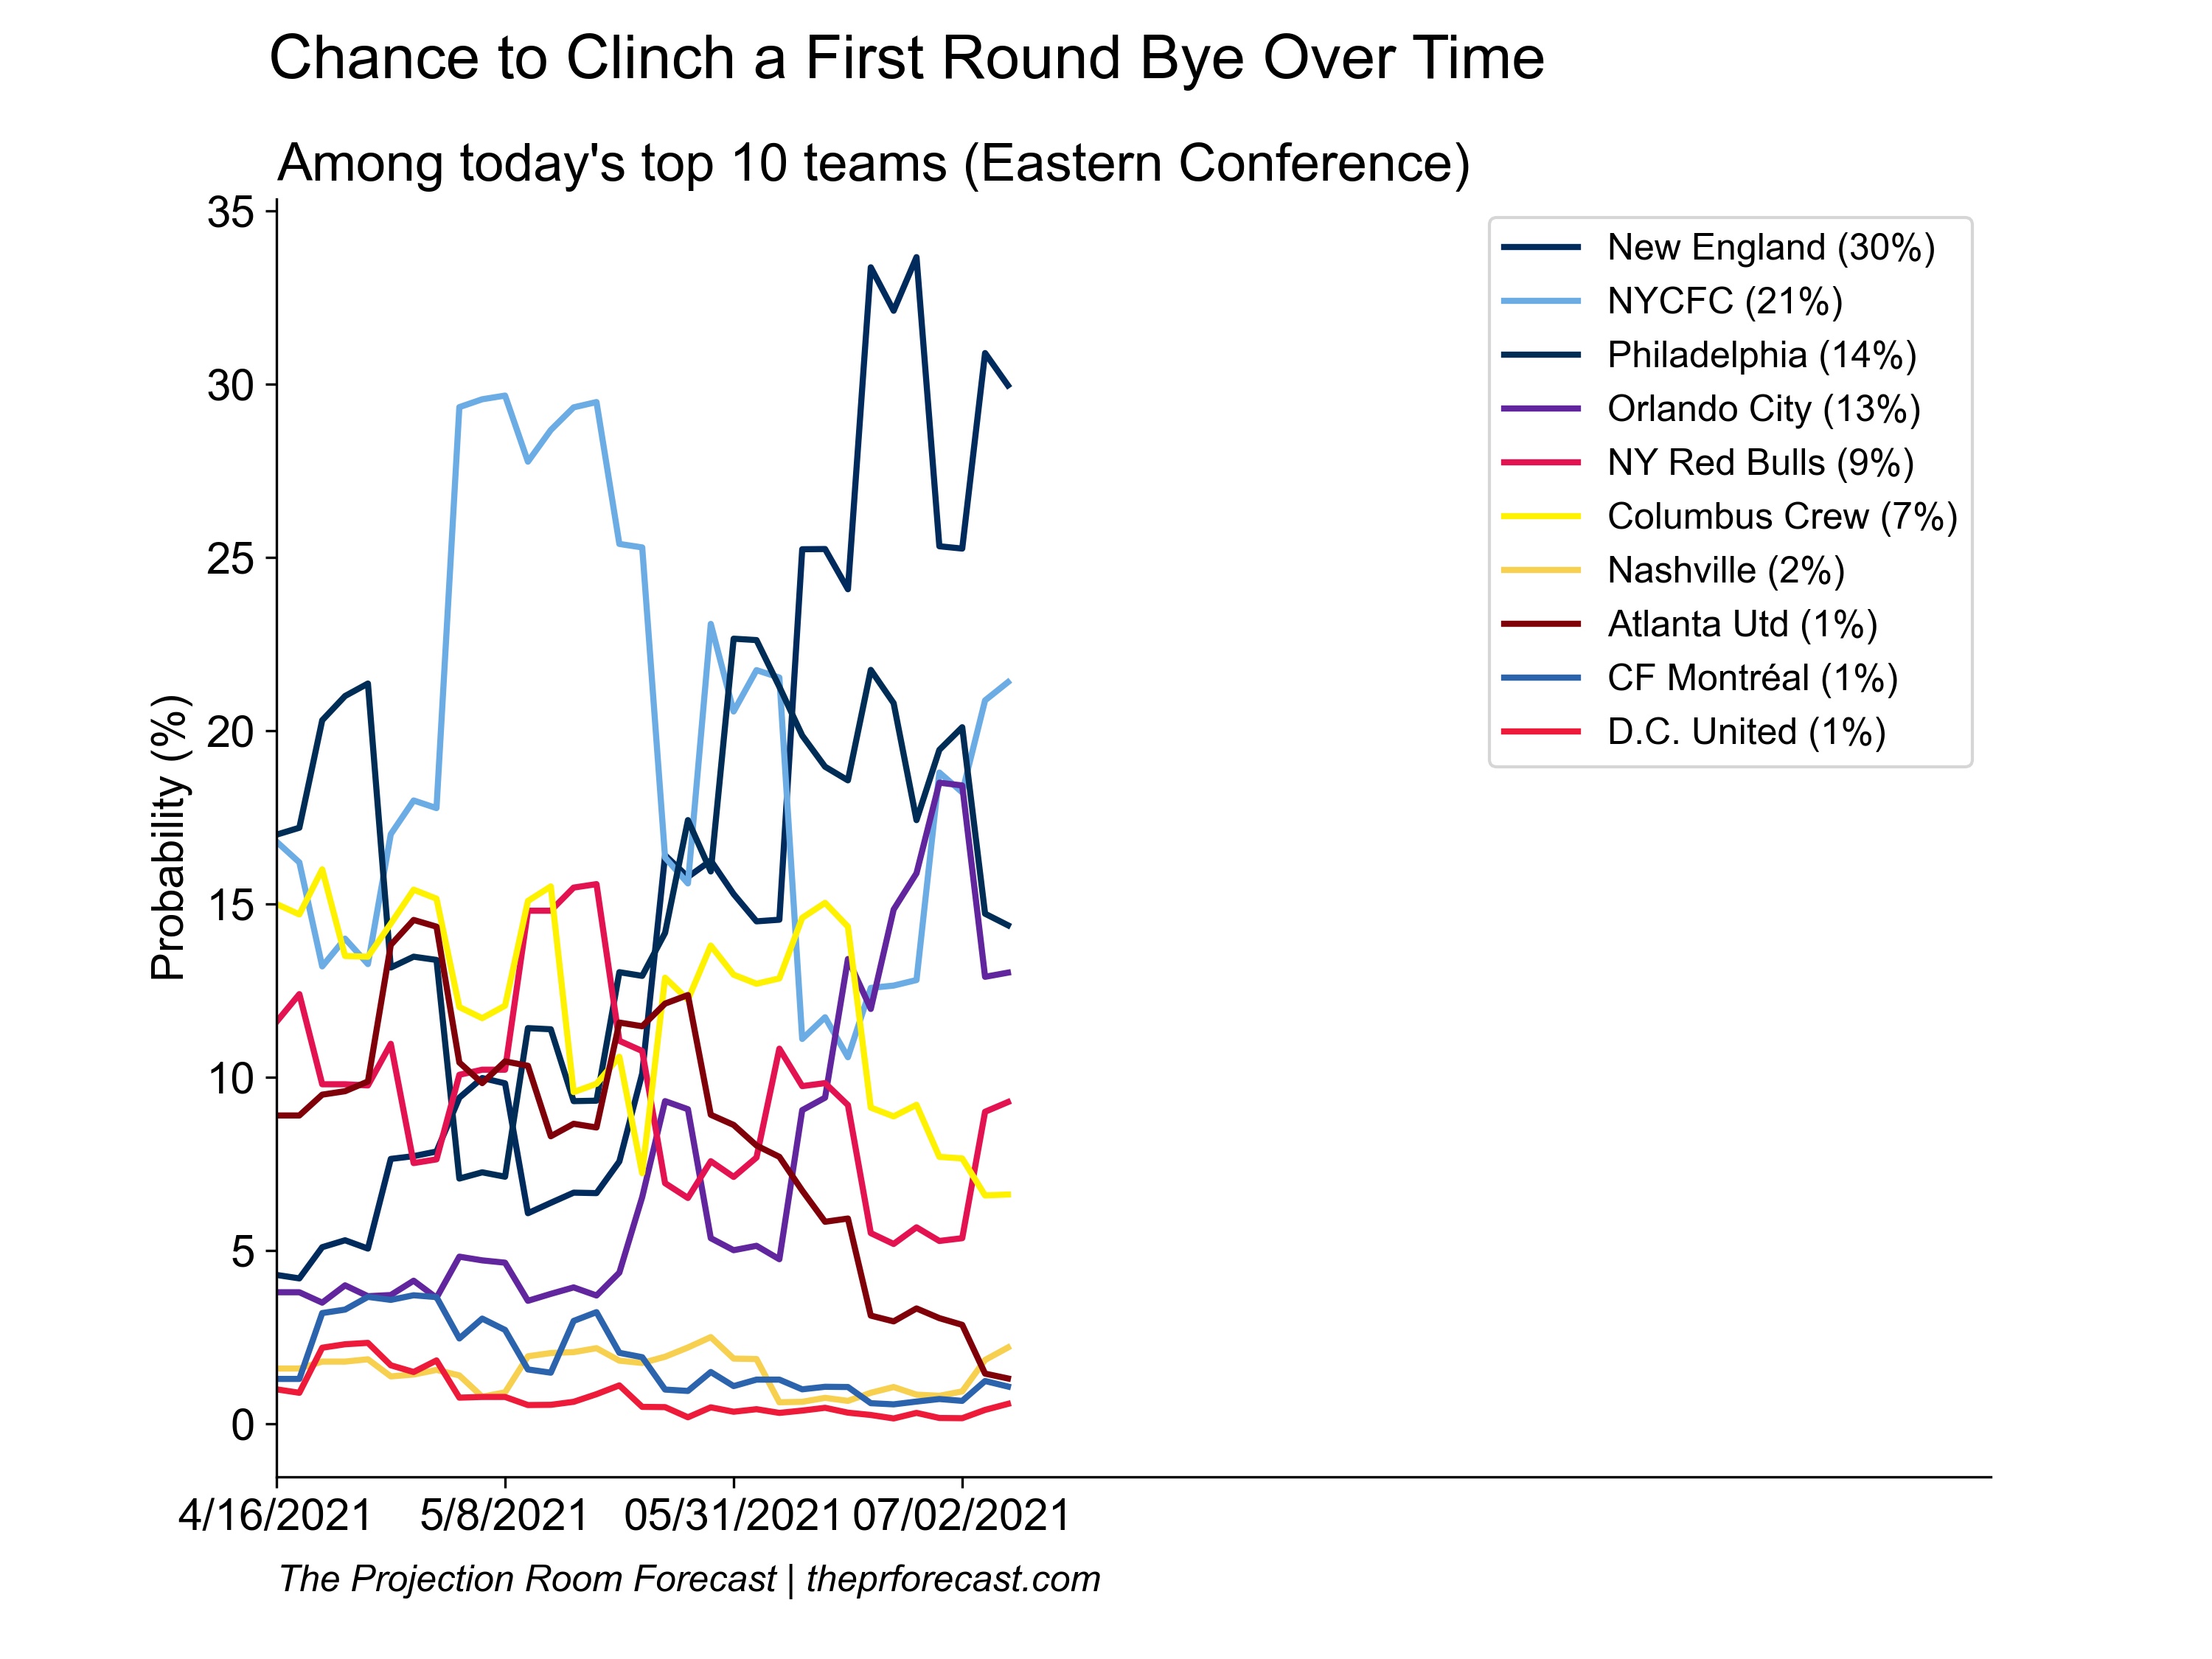 Chance to Clinch a First Round Bye Over Time
Among today's top 10 teams (Eastern Conference)
Probability (%)
35
30
25
20
15
10
5
0
New England (30%)
NYCFC (21%)
Philadelphia (14%)
Orlando City (13%)
NY Red Bulls (9%)
Columbus Crew (7%)
Nashville (2%)
Atlanta Utd (1%)
CF Montréal (1%)
D.C. United (1%)
4/16/2021 5/8/2021 05/31/2021 07/02/2021
The Projection Room Forecast | theprforecast.com